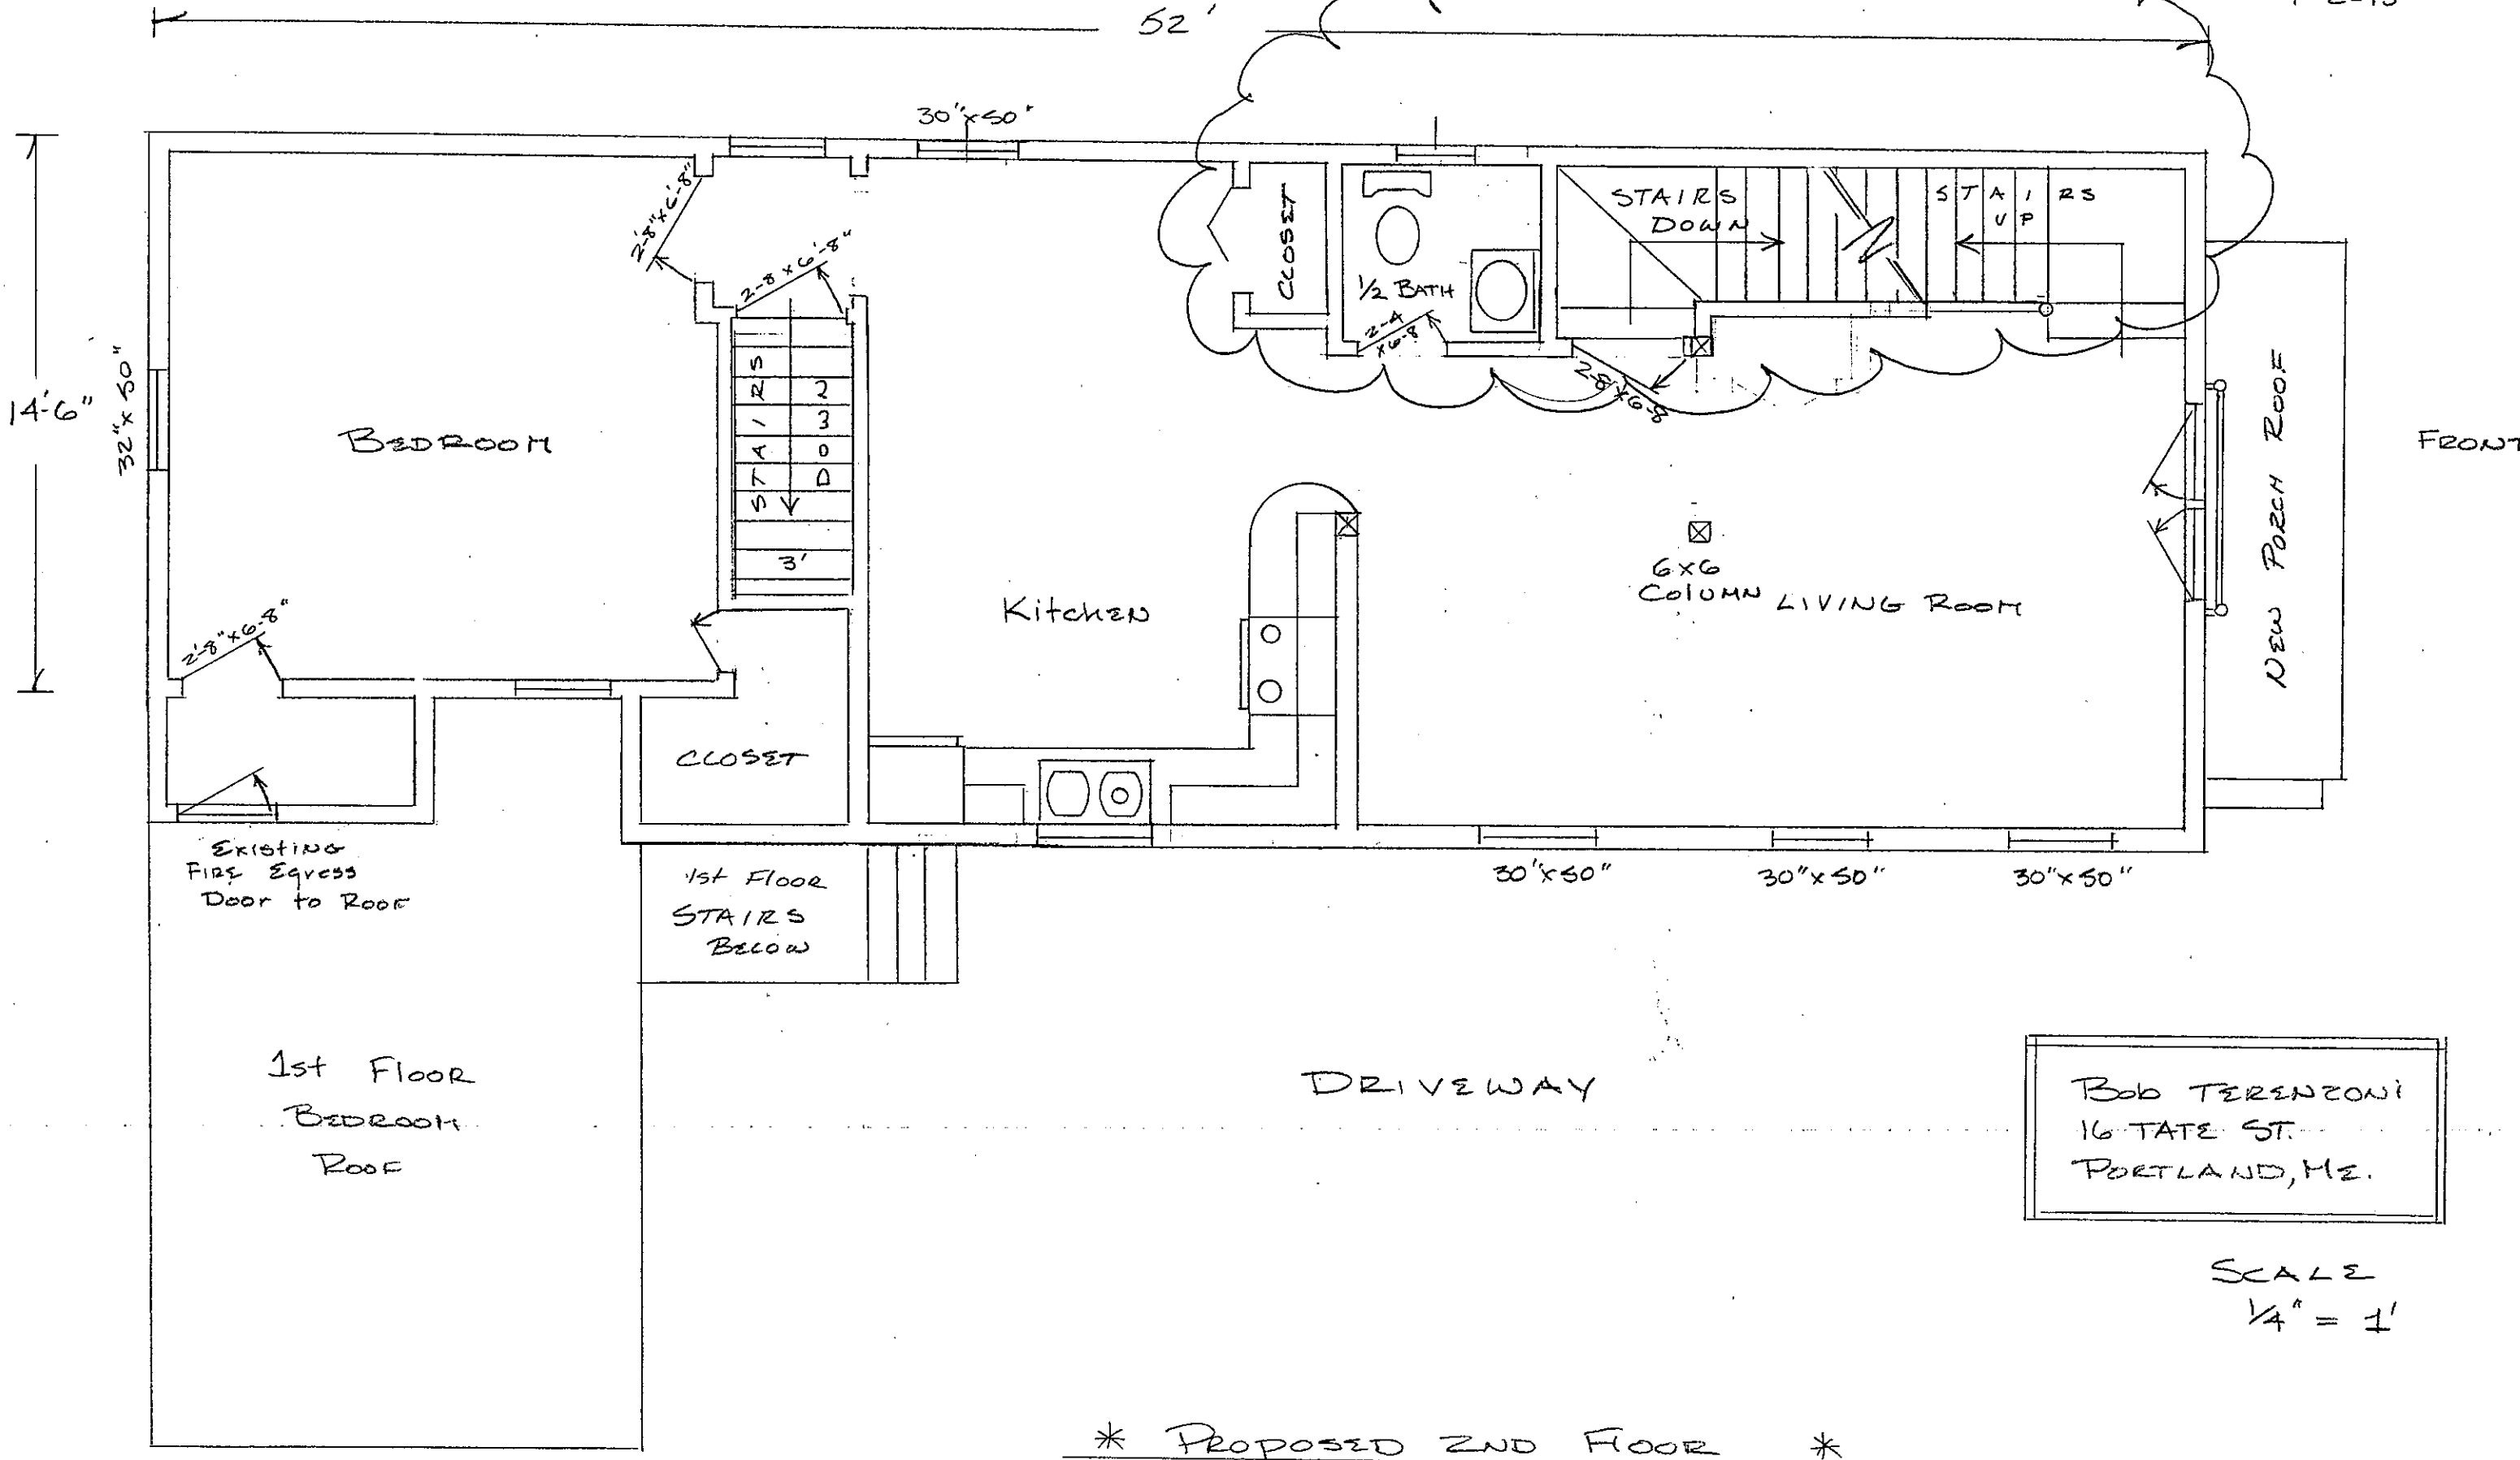 52'
30"x50"
14'-6"
32"x50"
2'-8"x6'-8"
2-8x6'-8"
BEDROOM
STAIRS
DOWN
3'
2'-8"x6-8"
CLOSET
Existing
Fire Egress
Door to Roof
1st Floor
STAIRS
BELOW
1st Floor
BEDROOM
Roof
Kitchen
CLOSET
1/2 BATH
2-4
x6-8
STAIRS
DOWN
STAIRS
UP
2-8x6-8
6x6
Column
LIVING ROOM
NEW PORCH ROOF
FRONT
30"x50"
30"x50"
30"x50"
DRIVEWAY
Bob TERENZONI
16 TATE ST.
PORTLAND, ME.
SCALE
1/4" = 1'
* PROPOSED 2ND FLOOR *